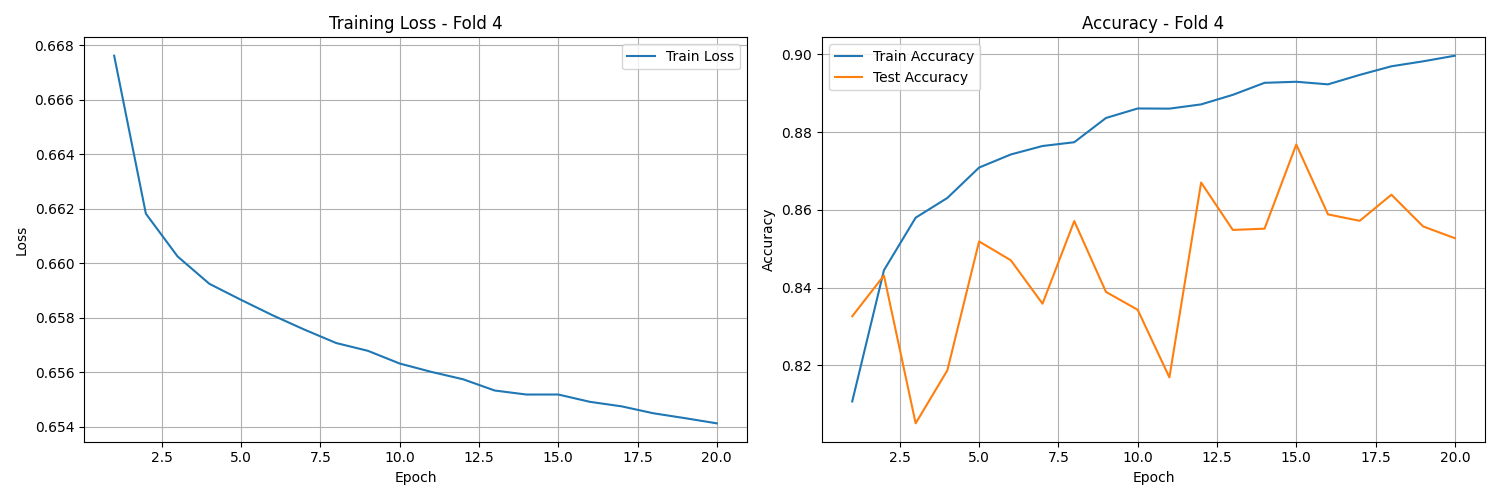 Training Loss - Fold 4
0.668
0.666
0.664
0.662
0.660
0.658
0.656
0.654
Loss
Train Loss
2.5 5.0 7.5 10.0 12.5 15.0 17.5 20.0
Epoch
Accuracy - Fold 4
0.90
0.88
0.86
0.84
0.82
Accuracy
Train Accuracy
Test Accuracy
2.5 5.0 7.5 10.0 12.5 15.0 17.5 20.0
Epoch